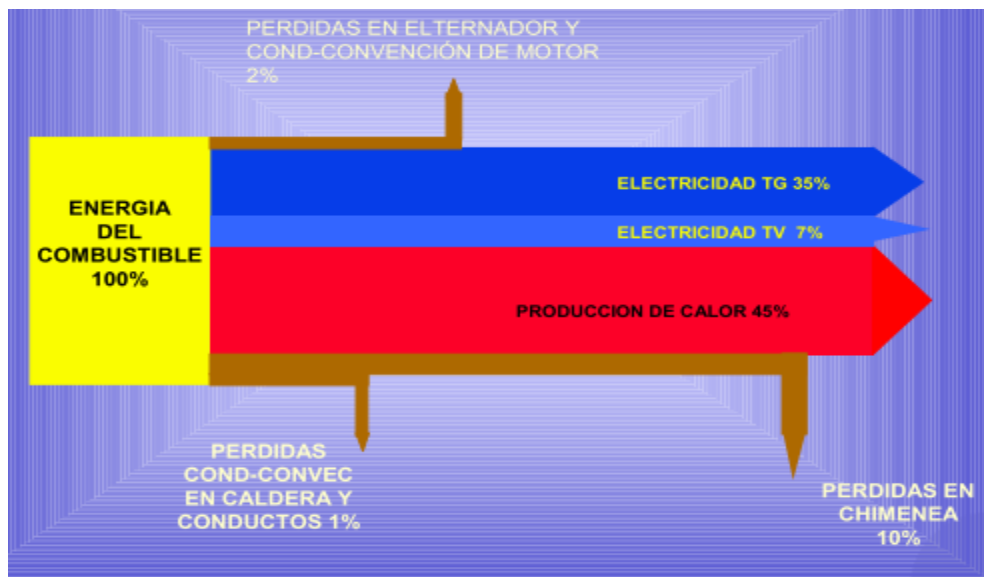 PERDIDAS EN ELTERNADOR Y
COND-CONVENCIÓN DE MOTOR
2%
ELECTRICIDAD TG 35%
ENERGIA
DEL
COMBUSTIBLE
100%
ELECTRICIDAD TV 7%
PRODUCCION DE CALOR 45%
PERDIDAS
COND-CONVEC
EN CALDERA Y
CONDUCTOS 1%
PERDIDAS EN
CHIMENEA
10%